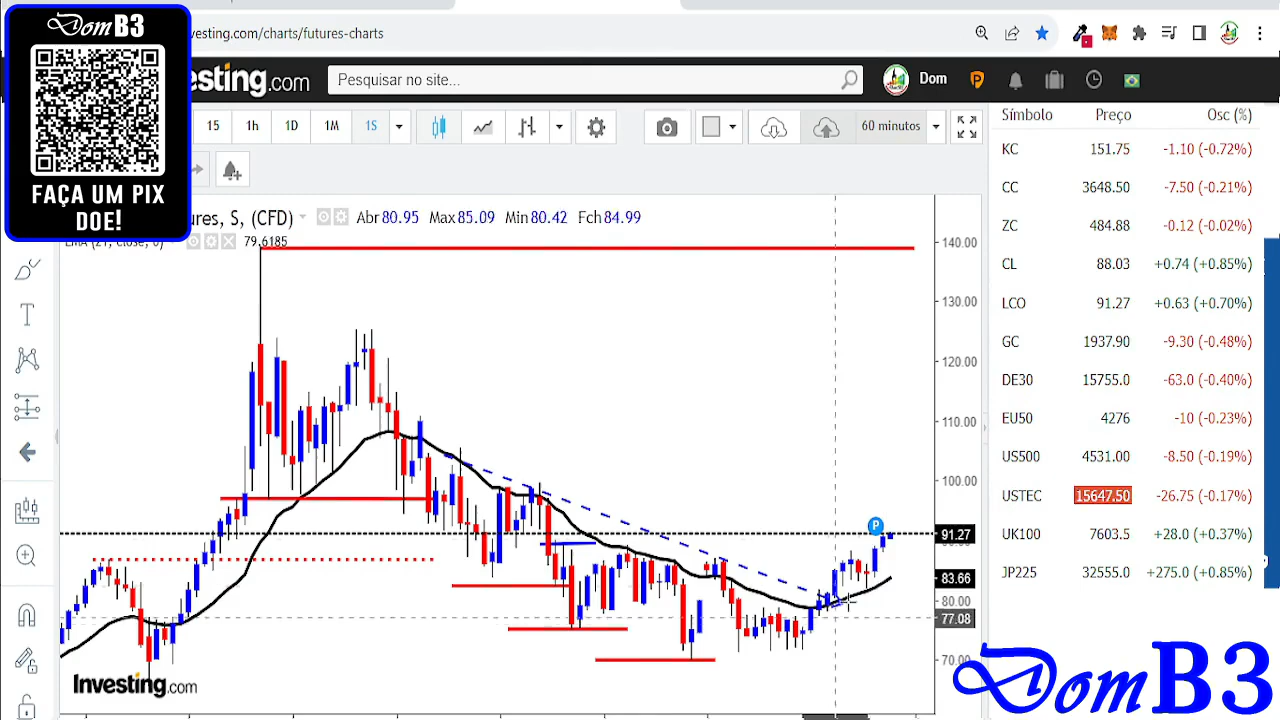 DomB3
FAÇA UM PIX
DOE!
vesting.com/charts/futures-charts
vesting.com
Pesquisar no site...
Dom
15 1h 1D 1M 1S
60 minutos
ures, S, (CFD) Abr 80.95 Max 85.09 Min 80.42 Fch 84.99
EMA (21, close, 0) 79.6185
140.00
130.00
120.00
110.00
100.00
P
91.27
83.66
80.00
77.08
70.00
Investing.com
Símbolo Preço Osc (%)
KC 151.75 -1.10 (-0.72%)
CC 3648.50 -7.50 (-0.21%)
ZC 484.88 -0.12 (-0.02%)
CL 88.03 +0.74 (+0.85%)
LCO 91.27 +0.63 (+0.70%)
GC 1937.90 -9.30 (-0.48%)
DE30 15755.0 -63.0 (-0.40%)
EU50 4276 -10 (-0.23%)
US500 4531.00 -8.50 (-0.19%)
USTEC 15647.50 -26.75 (-0.17%)
UK100 7603.5 +28.0 (+0.37%)
JP225 32555.0 +275.0 (+0.85%)
DomB3